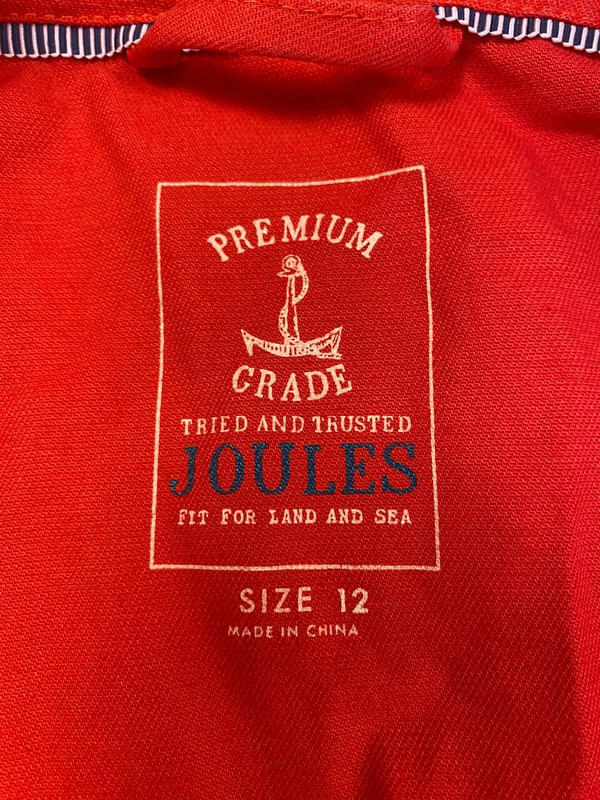 PREMIUM
GRADE
TRIED AND TRUSTED
JOULES
FIT FOR LAND AND SEA
SIZE 12
MADE IN CHINA